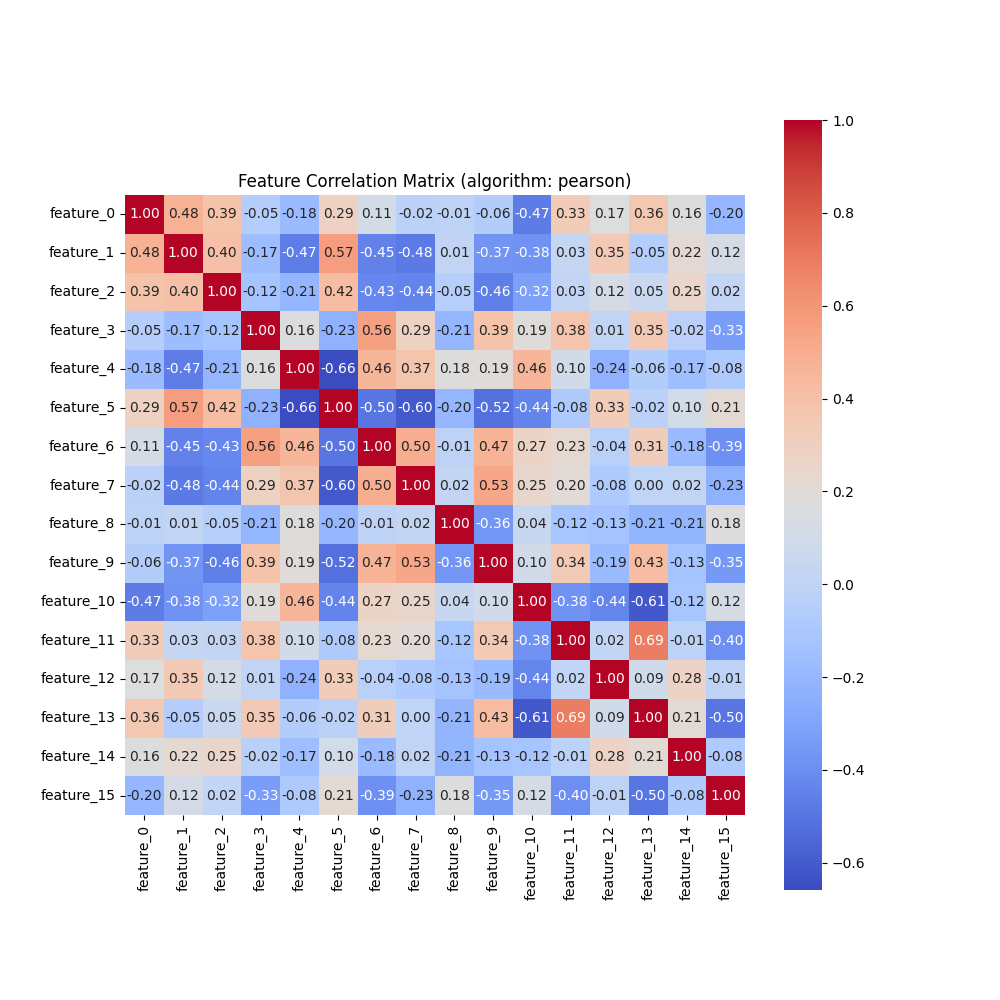 Feature Correlation Matrix (algorithm: pearson)
feature_0 1.00 0.48 0.39 -0.05 -0.18 0.29 0.11 -0.02 -0.01 -0.06 -0.47 0.33 0.17 0.36 0.16 -0.20
feature_1 0.48 1.00 0.40 -0.17 -0.47 0.57 -0.45 -0.48 0.01 -0.37 -0.38 0.03 0.35 -0.05 0.22 0.12
feature_2 0.39 0.40 1.00 -0.12 -0.21 0.42 -0.43 -0.44 -0.05 -0.46 -0.32 0.03 0.12 0.05 0.25 0.02
feature_3 -0.05 -0.17 -0.12 1.00 0.16 -0.23 0.56 0.29 -0.21 0.39 0.19 0.38 0.01 0.35 -0.02 -0.33
feature_4 -0.18 -0.47 -0.21 0.16 1.00 -0.66 0.46 0.37 0.18 0.19 0.46 0.10 -0.24 -0.06 -0.17 -0.08
feature_5 0.29 0.57 0.42 -0.23 -0.66 1.00 -0.50 -0.60 -0.20 -0.52 -0.44 -0.08 0.33 -0.02 0.10 0.21
feature_6 0.11 -0.45 -0.43 0.56 0.46 -0.50 1.00 0.50 -0.01 0.47 0.27 0.23 -0.04 0.31 -0.18 -0.39
feature_7 -0.02 -0.48 -0.44 0.29 0.37 -0.60 0.50 1.00 0.02 0.53 0.25 0.20 -0.08 0.00 0.02 -0.23
feature_8 -0.01 0.01 -0.05 -0.21 0.18 -0.20 -0.01 0.02 1.00 -0.36 0.04 -0.12 -0.13 -0.21 -0.21 0.18
feature_9 -0.06 -0.37 -0.46 0.39 0.19 -0.52 0.47 0.53 -0.36 1.00 0.10 0.34 -0.19 0.43 -0.13 -0.35
feature_10 -0.47 -0.38 -0.32 0.19 0.46 -0.44 0.27 0.25 0.04 0.10 1.00 -0.38 -0.44 -0.61 -0.12 0.12
feature_11 0.33 0.03 0.03 0.38 0.10 -0.08 0.23 0.20 -0.12 0.34 -0.38 1.00 0.02 0.69 -0.01 -0.40
feature_12 0.17 0.35 0.12 0.01 -0.24 0.33 -0.04 -0.08 -0.13 -0.19 -0.44 0.02 1.00 0.09 0.28 -0.01
feature_13 0.36 -0.05 0.05 0.35 -0.06 -0.02 0.31 0.00 -0.21 0.43 -0.61 0.69 0.09 1.00 0.21 -0.50
feature_14 0.16 0.22 0.25 -0.02 -0.17 0.10 -0.18 0.02 -0.21 -0.13 -0.12 -0.01 0.28 0.21 1.00 -0.08
feature_15 -0.20 0.12 0.02 -0.33 -0.08 0.21 -0.39 -0.23 0.18 -0.35 0.12 -0.40 -0.01 -0.50 -0.08 1.00
feature_0 feature_1 feature_2 feature_3 feature_4 feature_5 feature_6 feature_7 feature_8 feature_9 feature_10 feature_11 feature_12 feature_13 feature_14 feature_15
1.0
0.8
0.6
0.4
0.2
0.0
−0.2
−0.4
−0.6